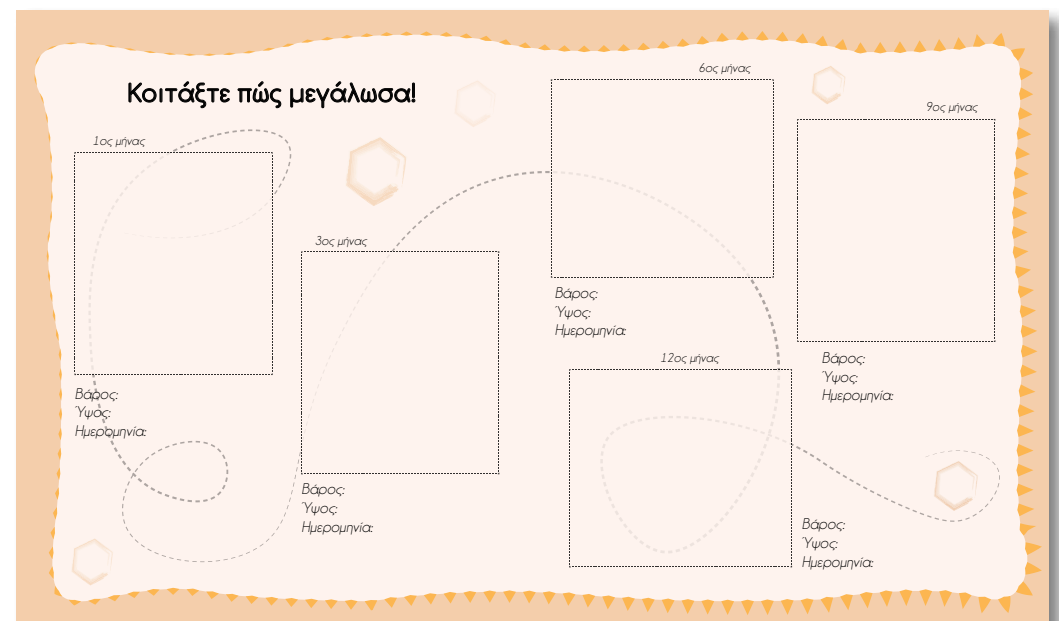 Κοιτάξτε πώς μεγάλωσα!
1ος μήνας
Βάρος:
Ύψος:
Ημερομηνία:
3ος μήνας
Βάρος:
Ύψος:
Ημερομηνία:
6ος μήνας
Βάρος:
Ύψος:
Ημερομηνία:
9ος μήνας
Βάρος:
Ύψος:
Ημερομηνία:
12ος μήνας
Βάρος:
Ύψος:
Ημερομηνία: